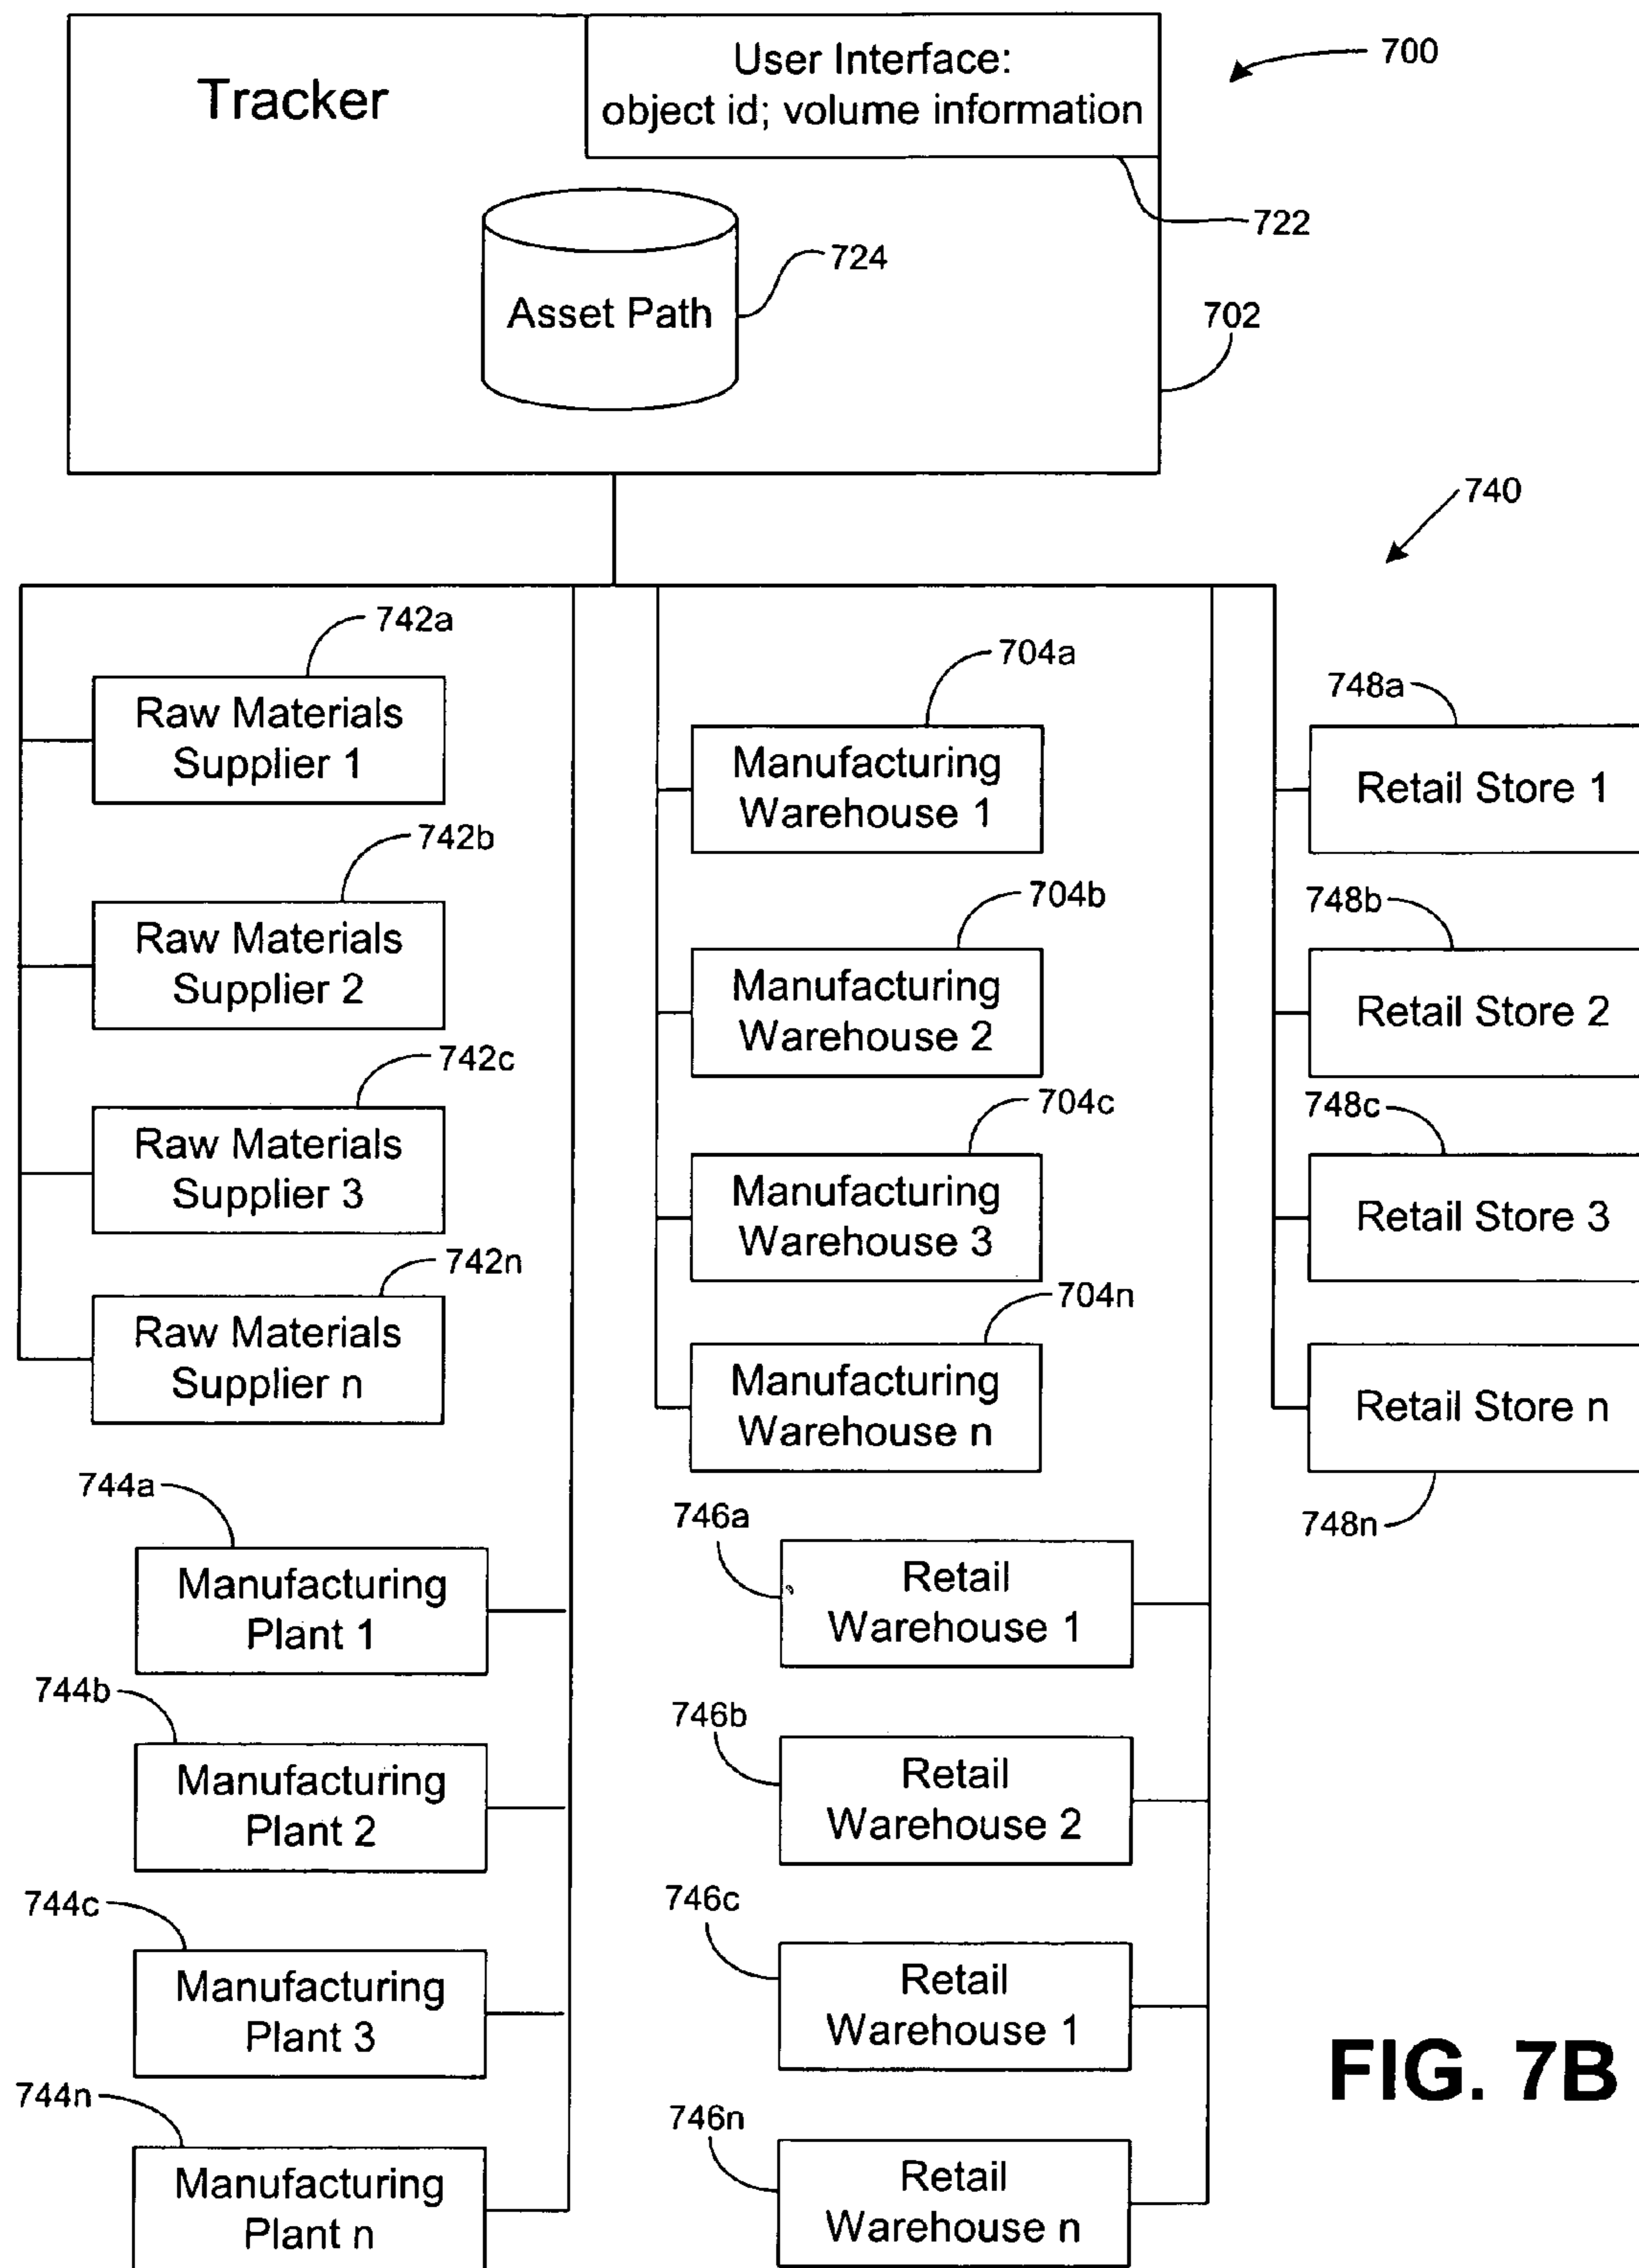 Tracker
User Interface:
object id; volume information
700
722
724
Asset Path
702
740
742a
Raw Materials
Supplier 1
742b
Raw Materials
Supplier 2
742c
Raw Materials
Supplier 3
742n
Raw Materials
Supplier n
744a
Manufacturing
Plant 1
744b
Manufacturing
Plant 2
744c
Manufacturing
Plant 3
744n
Manufacturing
Plant n
704a
Manufacturing
Warehouse 1
704b
Manufacturing
Warehouse 2
704c
Manufacturing
Warehouse 3
704n
Manufacturing
Warehouse n
746a
Retail
Warehouse 1
746b
Retail
Warehouse 2
746c
Retail
Warehouse 1
746n
Retail
Warehouse n
748a
Retail Store 1
748b
Retail Store 2
748c
Retail Store 3
Retail Store n
748n
FIG. 7B